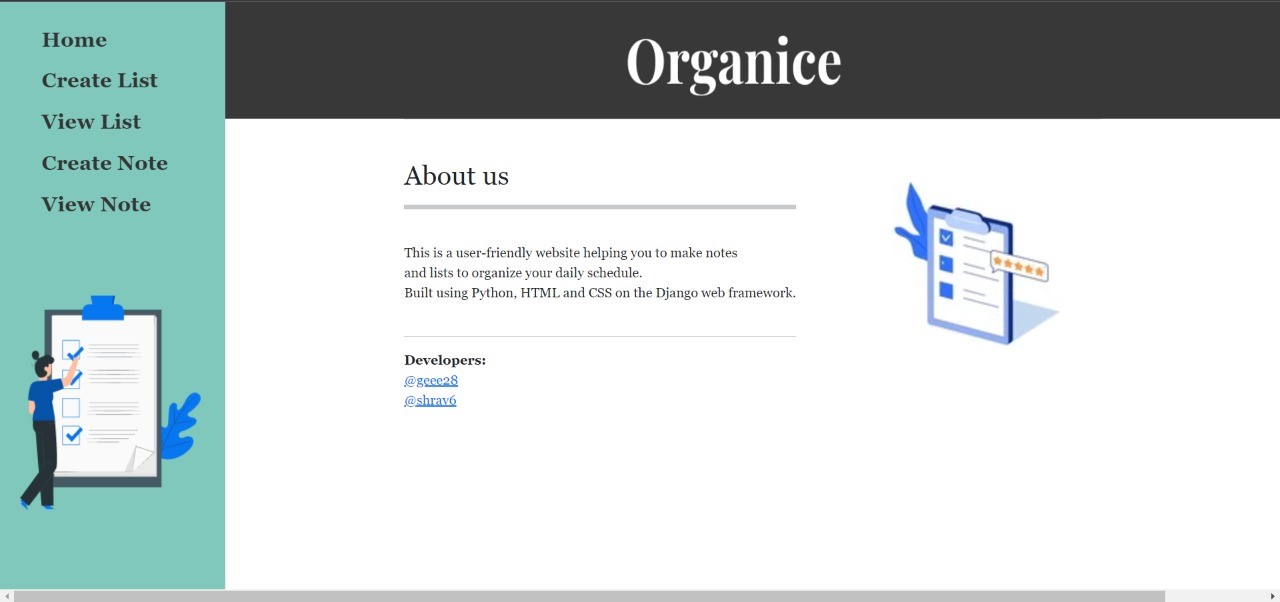 Home
Create List
View List
Create Note
View Note
Organice
About us
This is a user-friendly website helping you to make notes
and lists to organize your daily schedule.
Built using Python, HTML and CSS on the Django web framework.
Developers:
@geee28
@shrav6